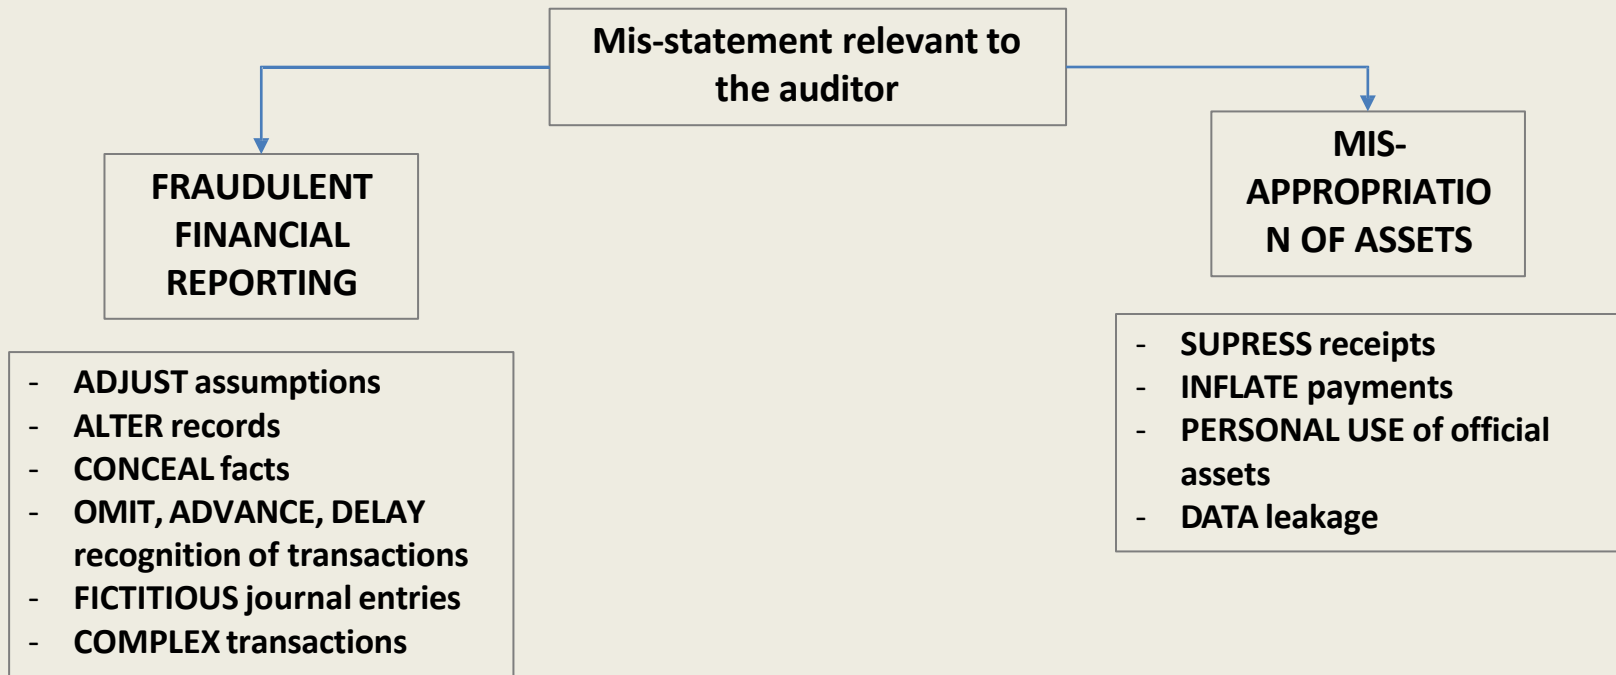 Mis-statement relevant to
the auditor
FRAUDULENT
FINANCIAL
REPORTING
- ADJUST assumptions
- ALTER records
- CONCEAL facts
- OMIT, ADVANCE, DELAY
recognition of transactions
- FICTITIOUS journal entries
- COMPLEX transactions
MIS-
APPROPRIATIO
N OF ASSETS
- SUPRESS receipts
- INFLATE payments
- PERSONAL USE of official
assets
- DATA leakage